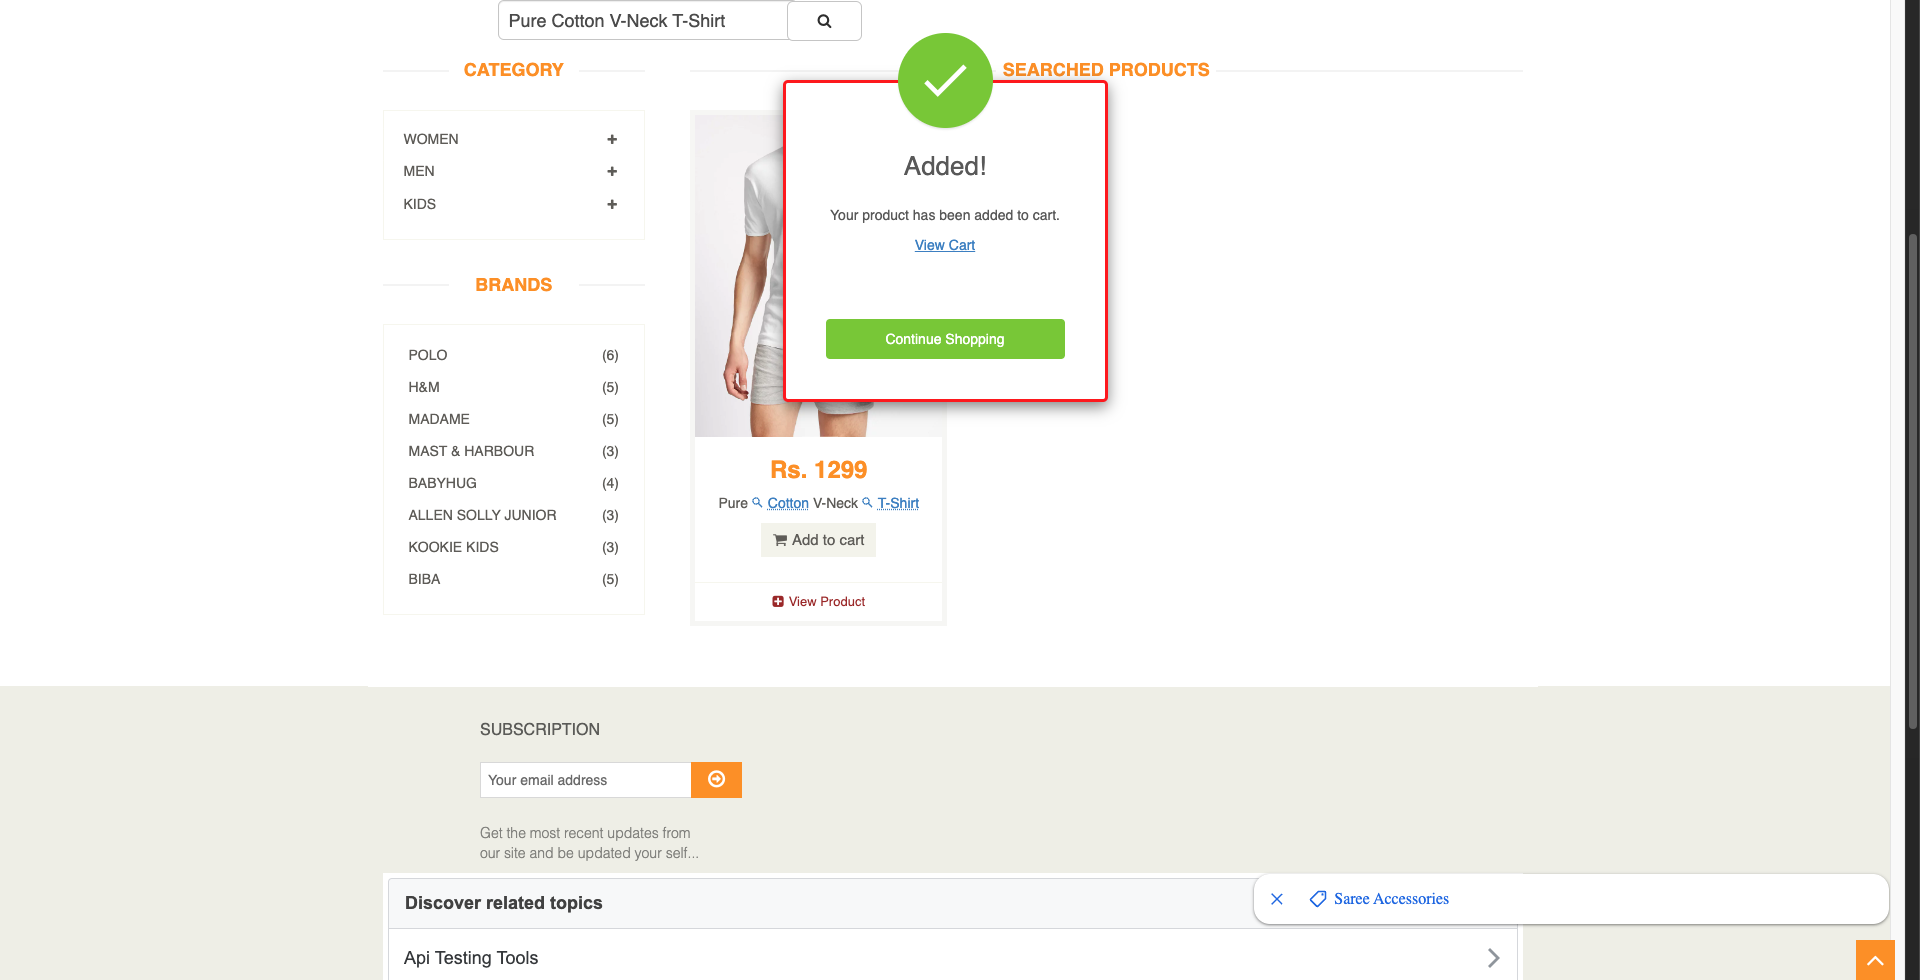 Pure Cotton V-Neck T-Shirt
CATEGORY
WOMEN
MEN
KIDS
BRANDS
POLO (6)
H&M (5)
MADAME (5)
MAST & HARBOUR (3)
BABYHUG (4)
ALLEN SOLLY JUNIOR (3)
KOOKIE KIDS (3)
BIBA (5)
SEARCHED PRODUCTS
Added!
Your product has been added to cart.
View Cart
Continue Shopping
Rs. 1299
Pure Cotton V-Neck T-Shirt
Add to cart
View Product
SUBSCRIPTION
Your email address
Get the most recent updates from
our site and be updated your self...
Discover related topics
Api Testing Tools
Saree Accessories